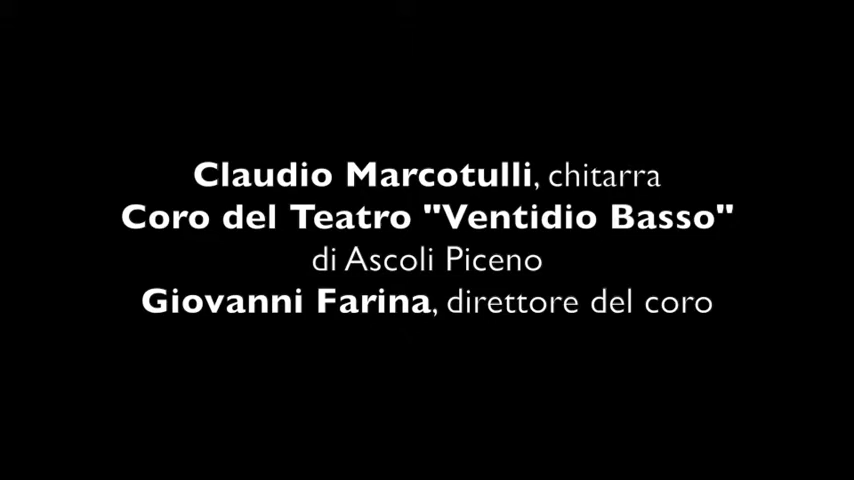 Claudio Marcotulli, chitarra
Coro del Teatro "Ventidio Basso"
di Ascoli Piceno
Giovanni Farina, direttore del coro